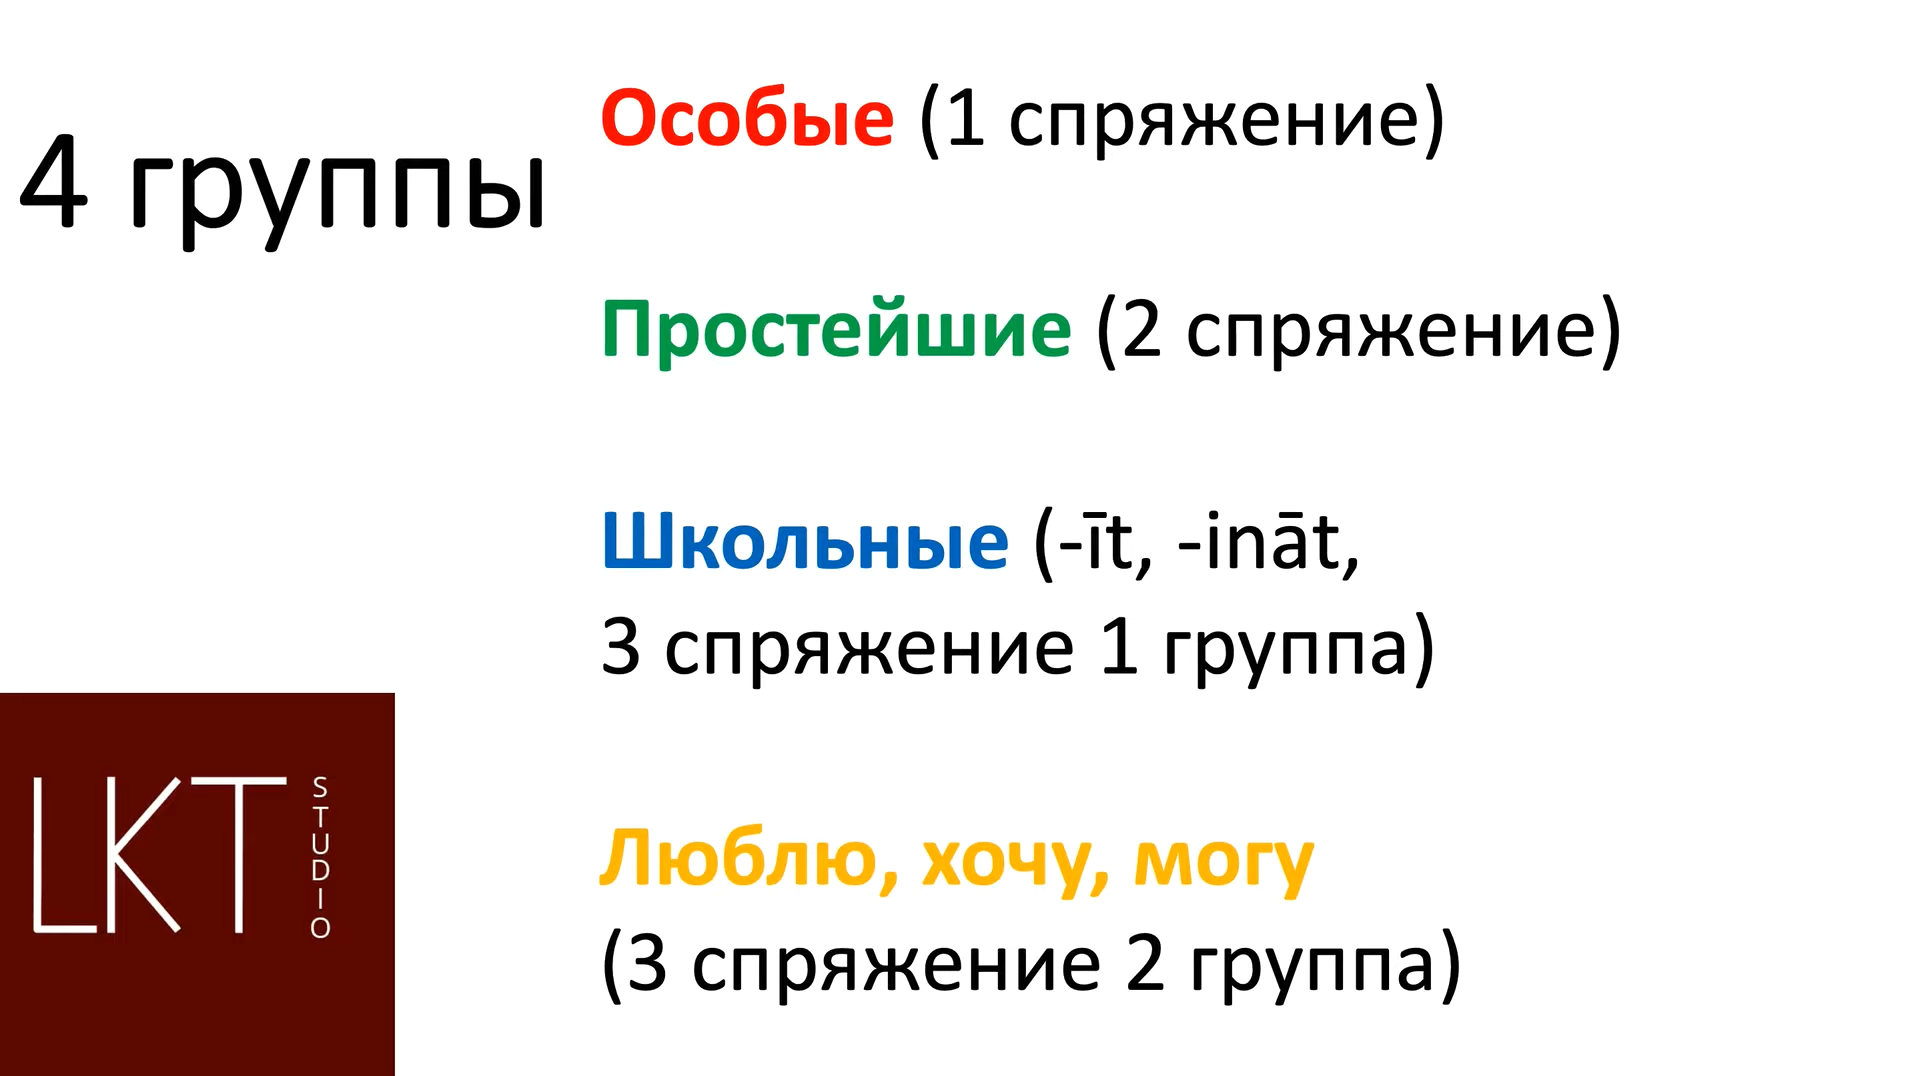 4 группы
Особые (1 спряжение)
Простейшие (2 спряжение)
Школьные (-īt, -ināt,
3 спряжение 1 группа)
Люблю, хочу, могу
(3 спряжение 2 группа)
LKT
STUDIO